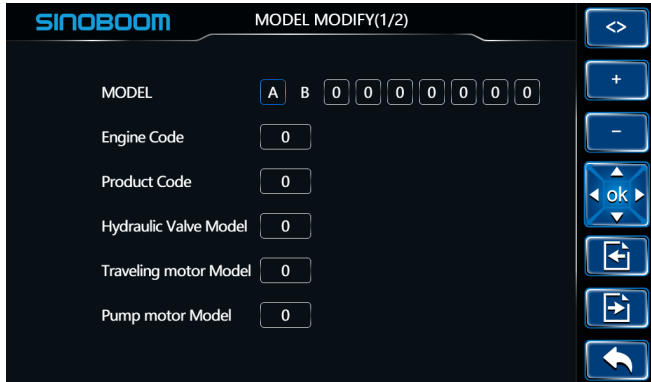 SINOBOOM MODEL MODIFY(1/2) <>
MODEL A B 0 0 0 0 0 0 0 +
Engine Code 0 −
Product Code 0 ok
Hydraulic Valve Model 0
Traveling motor Model 0
Pump motor Model 0